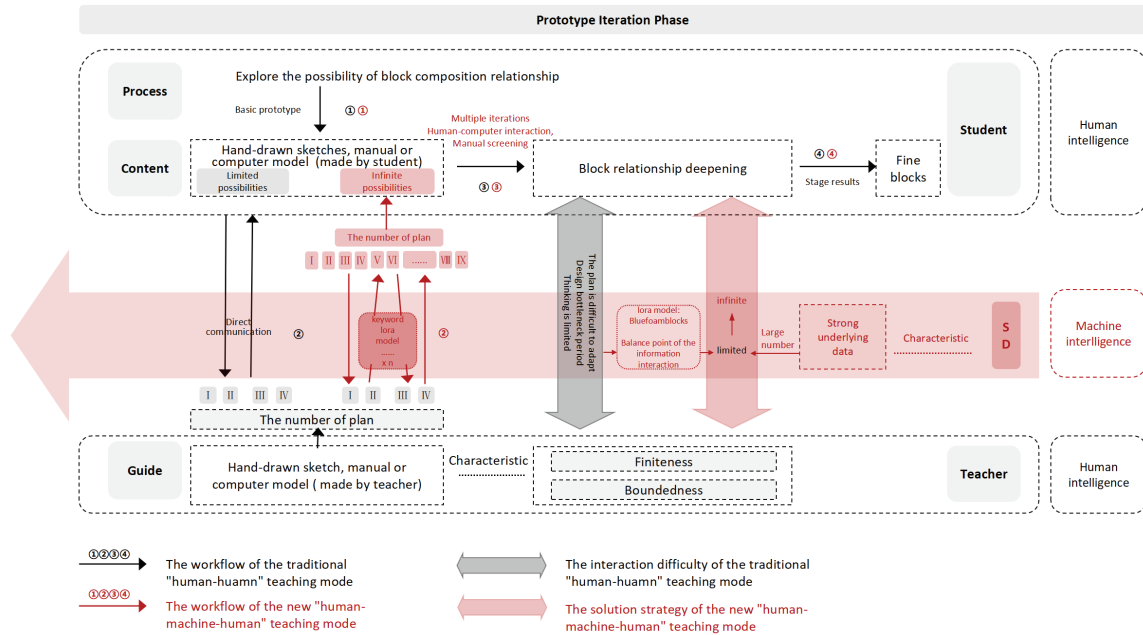 Prototype Iteration Phase
Process
Explore the possibility of block composition relationship
Basic prototype
① ①
Multiple iterations
Human-computer interaction,
Manual screening
Student
Human
intelligence
Content
Hand-drawn sketches, manual or
computer model (made by student)
Limited
possibilities
Infinite
possibilities
③ ③
Block relationship deepening
④ ④
Stage results
Fine
blocks
The number of plan
I II III IV V VI ...... VIII IX
Direct
communication
②
keyword
lora
model
......
x n
②
The plan is difficult to adapt
Design bottleneck period
Thinking is limited
lora model:
Bluefoamblocks
Balance point of the
information
interaction
infinite
limited
Large
number
Strong
underlying
data
Characteristic
S
D
Machine
interlligence
I II III IV
I II III IV
The number of plan
Guide
Hand-drawn sketch, manual or
computer model ( made by teacher)
Characteristic
Finiteness
Boundedness
Teacher
Human
intelligence
①②③④
The workflow of the traditional
"human-huamn" teaching mode
The interaction difficulty of the traditional
"human-huamn" teaching mode
①②③④
The workflow of the new "human-
machine-human" teaching mode
The solution strategy of the new "human-
machine-human" teaching mode